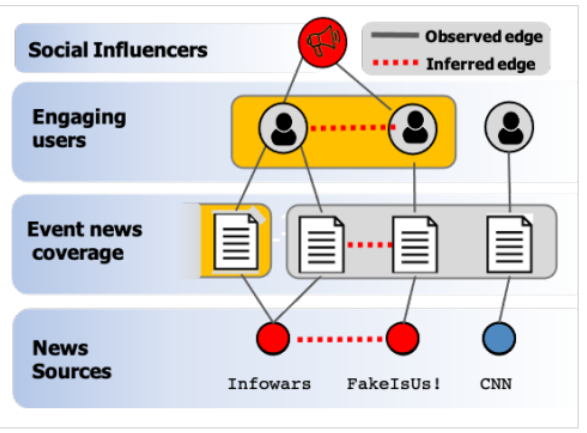 Social Influencers
Observed edge
Inferred edge
Engaging
users
Event news
coverage
News
Sources
Infowars
FakeIsUs!
CNN